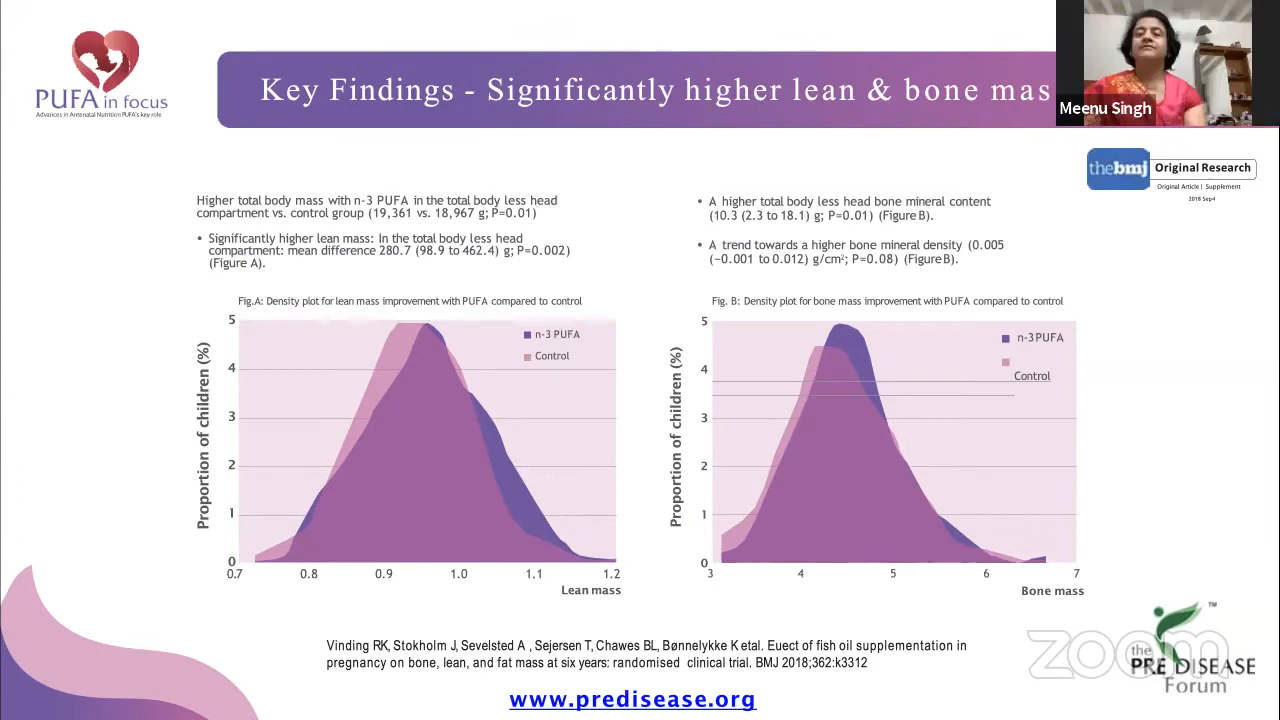 PUFA in focus
Advances in Antenatal Nutrition PUFA's key role
Key Findings - Significantly higher lean & bone mas
Meenu Singh
thebmj
Original Research
Original Article | Supplement
2018 Sep4
Higher total body mass with n-3 PUFA in the total body less head
compartment vs. control group (19,361 vs. 18,967 g; P=0.01)
• Significantly higher lean mass: In the total body less head
compartment: mean difference 280.7 (98.9 to 462.4) g; P=0.002)
(Figure A).
• A higher total body less head bone mineral content
(10.3 (2.3 to 18.1) g; P=0.01) (Figure B).
• A trend towards a higher bone mineral density (0.005
(−0.001 to 0.012) g/cm²; P=0.08) (Figure B).
Fig.A: Density plot for lean mass improvement with PUFA compared to control
Proportion of children (%)
5
4
3
2
1
0
n-3 PUFA
Control
0.7 0.8 0.9 1.0 1.1 1.2
Lean mass
Fig. B: Density plot for bone mass improvement with PUFA compared to control
Proportion of children (%)
5
4
3
2
1
0
n-3PUFA
Control
3 4 5 6 7
Bone mass
Vinding RK, Stokholm J, Sevelsted A , Sejersen T, Chawes BL, Bønnelykke K etal. Euect of fish oil supplementation in
pregnancy on bone, lean, and fat mass at six years: randomised clinical trial. BMJ 2018;362:k3312
www.predisease.org
zoom
TM
the
PRE DISEASE
Forum